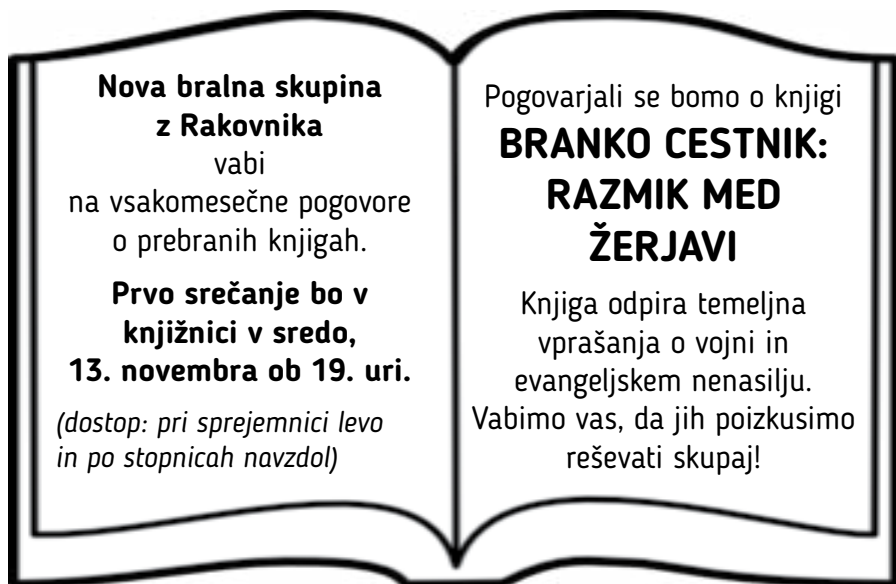 Nova bralna skupina
z Rakovnika
vabi
na vsakomesečne pogovore
o prebranih knjigah.
Prvo srečanje bo v
knjižnici v sredo,
13. novembra ob 19. uri.
(dostop: pri sprejemnici levo
in po stopnicah navzdol)
Pogovarjali se bomo o knjigi
BRANKO CESTNIK:
RAZMIK MED
ŽERJAVI
Knjiga odpira temeljna
vprašanja o vojni in
evangeljskem nenasilju.
Vabimo vas, da jih poizkusimo
reševati skupaj!